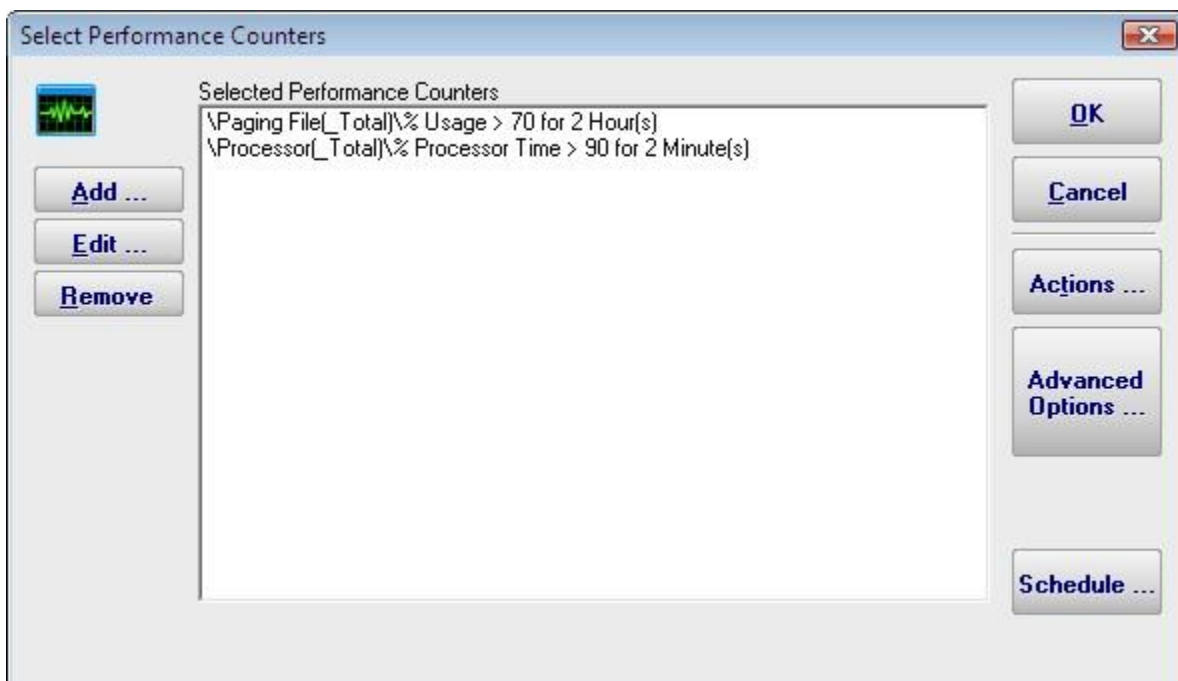 Select Performance Counters
Selected Performance Counters
\Paging File(_Total)\% Usage > 70 for 2 Hour(s)
\Processor(_Total)\% Processor Time > 90 for 2 Minute(s)
Add ...
Edit ...
Remove
OK
Cancel
Actions ...
Advanced
Options ...
Schedule ...